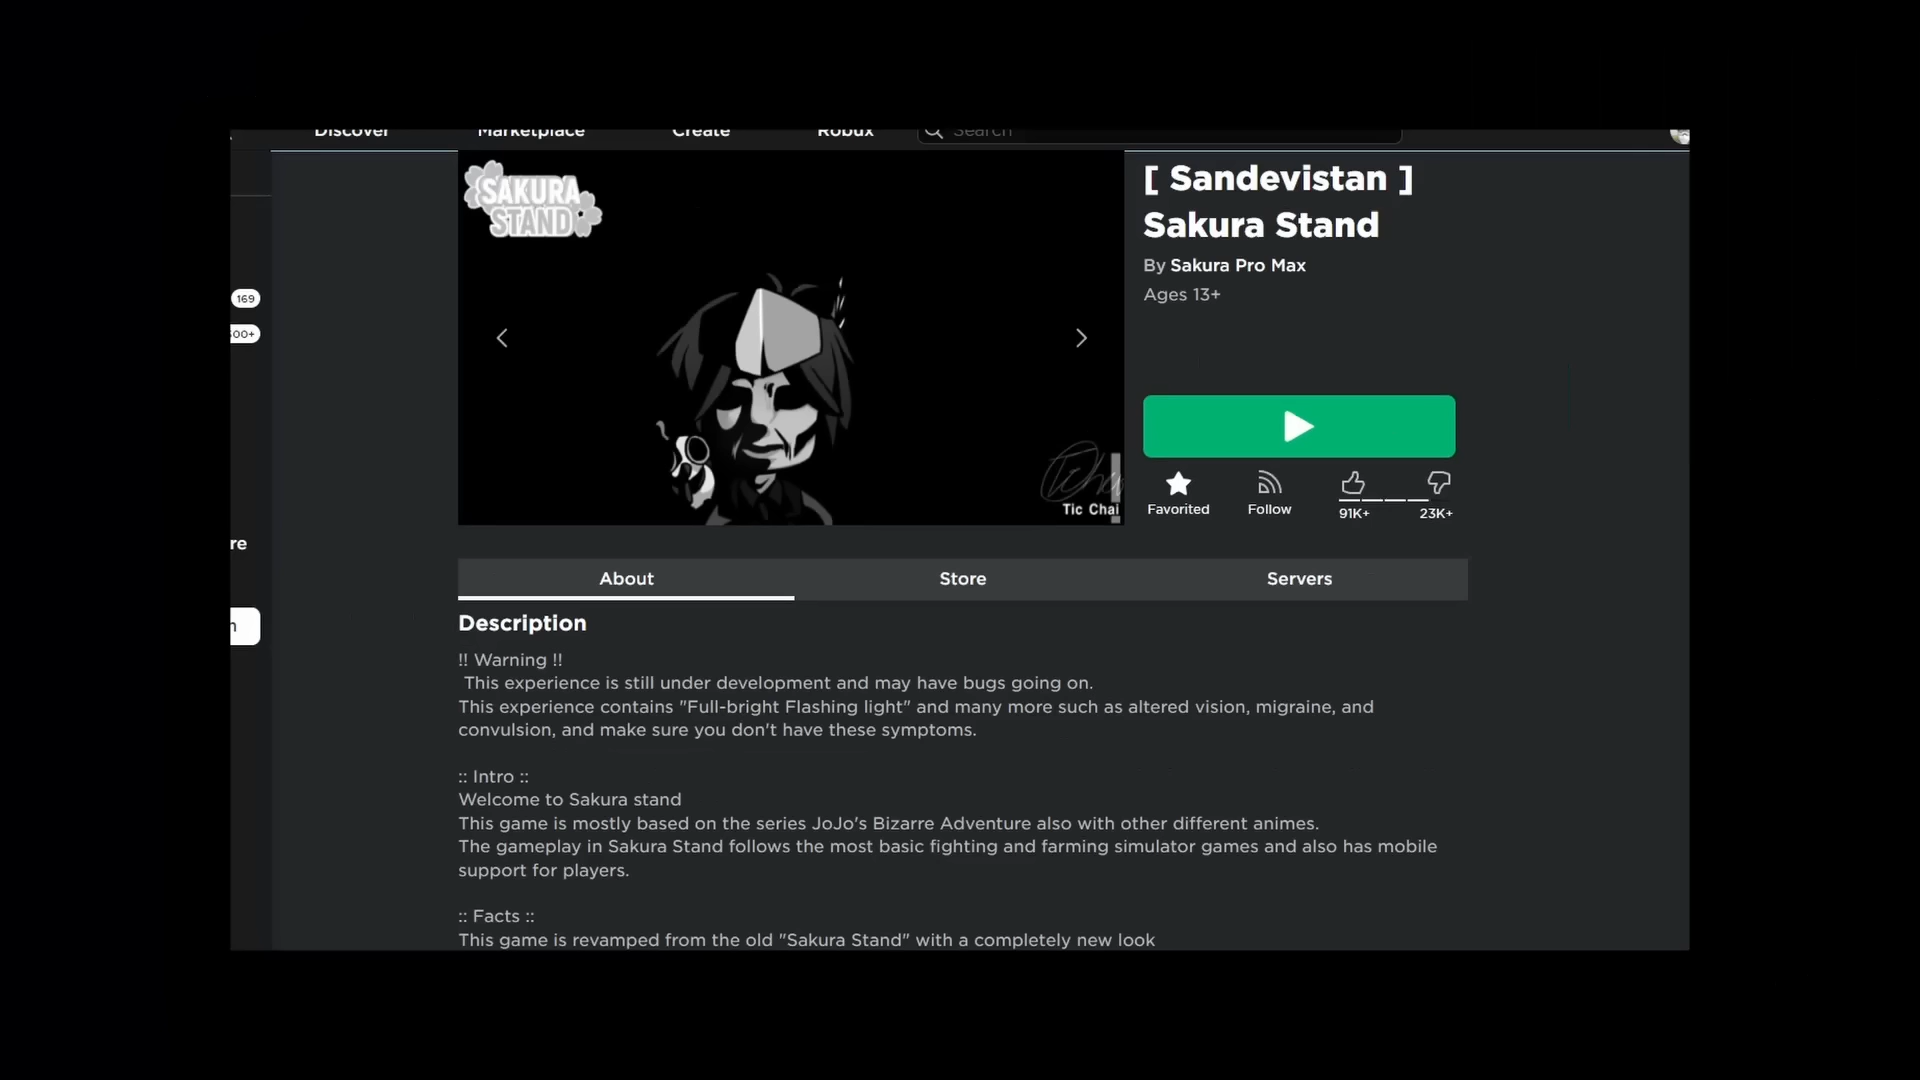 Discover Marketplace Create Robux Search
SAKURA
STAND
[ Sandevistan ]
Sakura Stand
By Sakura Pro Max
Ages 13+
169
re
Tic Chai
Favorited Follow 91K+ 23K+
About Store Servers
Description
!! Warning !!
This experience is still under development and may have bugs going on.
This experience contains "Full-bright Flashing light" and many more such as altered vision, migraine, and
convulsion, and make sure you don't have these symptoms.
:: Intro ::
Welcome to Sakura stand
This game is mostly based on the series JoJo's Bizarre Adventure also with other different animes.
The gameplay in Sakura Stand follows the most basic fighting and farming simulator games and also has mobile
support for players.
:: Facts ::
This game is revamped from the old "Sakura Stand" with a completely new look